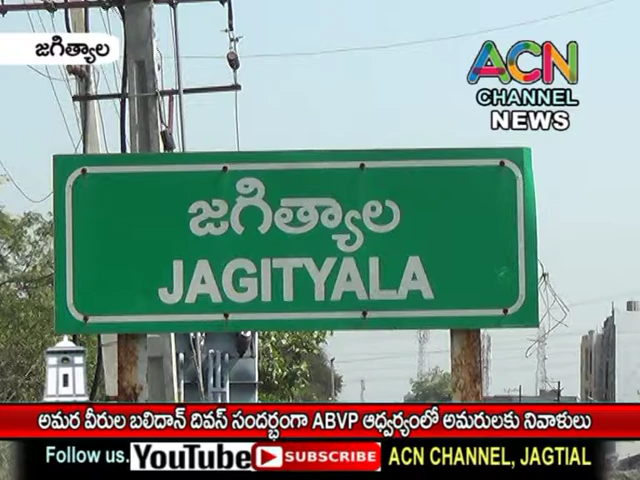 జగిత్యాల
ACN
CHANNEL
NEWS
జగిత్యాల
JAGITYALA
అమర వీరుల బలిదాన్ దివస్ సందర్భంగా ABVP ఆధ్వర్యంలో అమరులకు నివాళులు
Follow us. YouTube SUBSCRIBE ACN CHANNEL, JAGTIAL